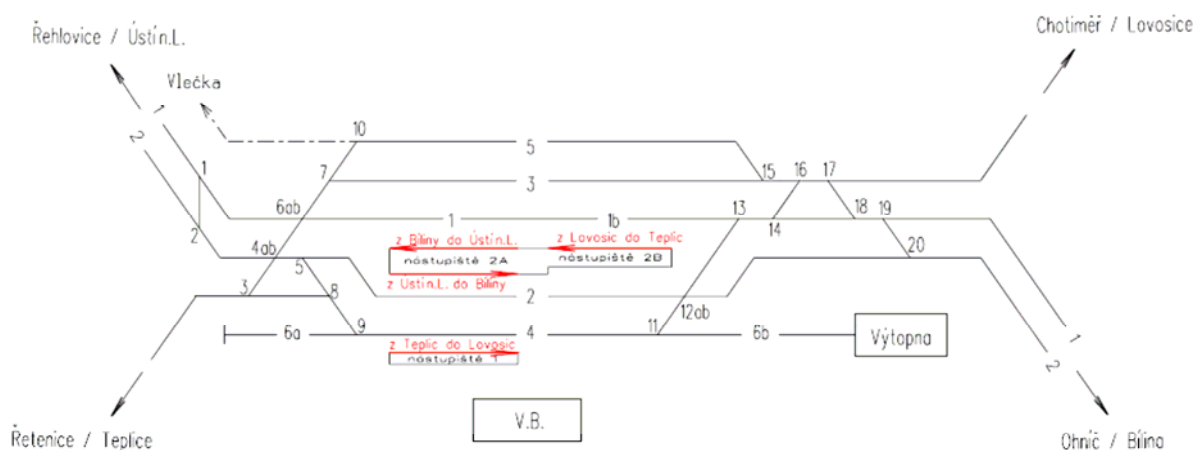 Řehlovice / Ústí n.L.
Chotiměř / Lovosice
Vlečka
1
2
10
5
1
7
3
15
16
17
6ab
1
1b
13
14
18
19
2
4ab
5
z Bíliny do Ústí n.L.
z Lovosic do Teplic
nástupiště 2A
nástupiště 2B
20
z Ústí n.L. do Bíliny
3
8
2
12ab
6a
9
4
11
6b
Výtopna
1
2
z Teplic do Lovosic
nástupiště 1
V.B.
Řetenice / Teplice
Ohníč / Bílina